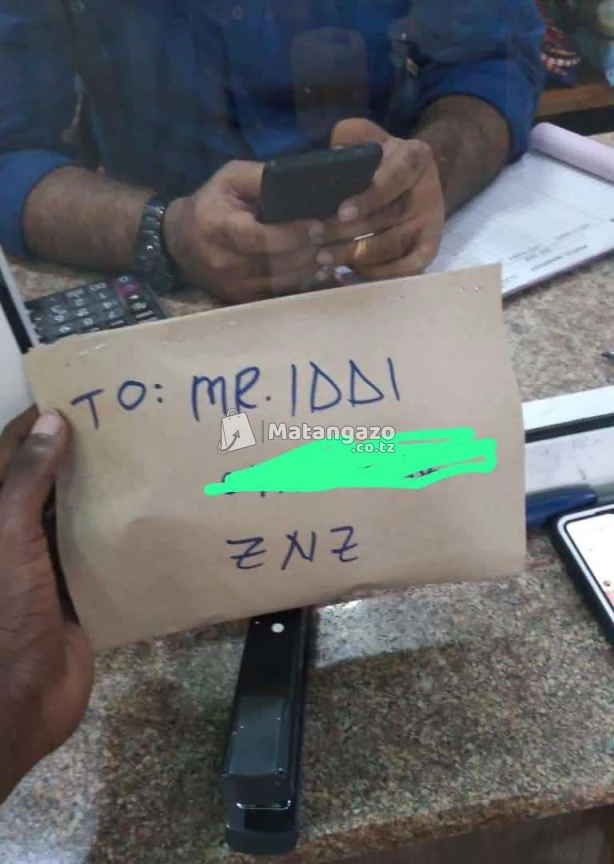 TO: MR. IDDI
Matangazo
.co.tz
ZNZ